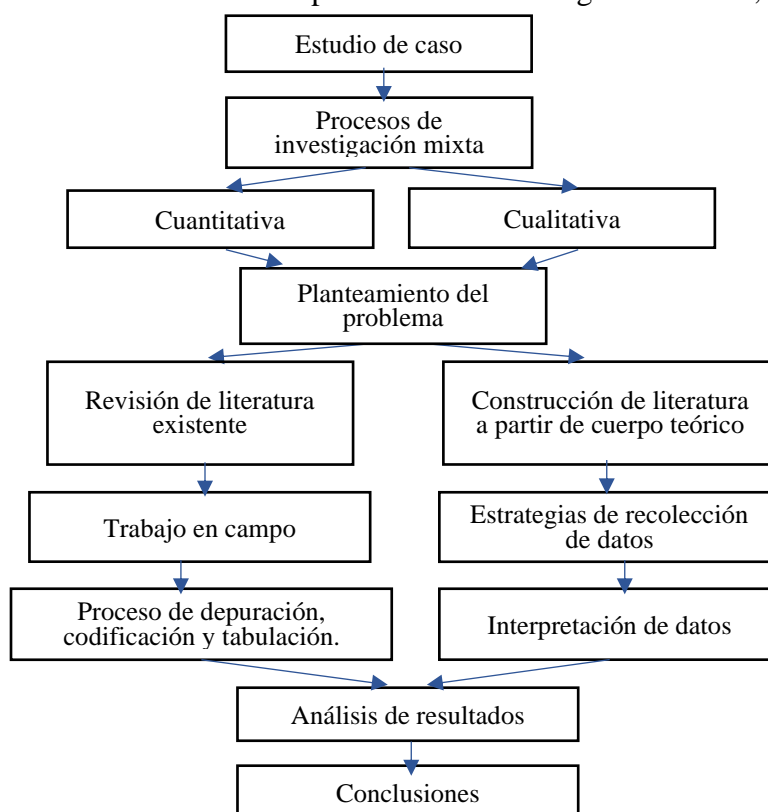 Estudio de caso
Procesos de
investigación mixta
Cuantitativa
Cualitativa
Planteamiento del
problema
Revisión de literatura
existente
Construcción de literatura
a partir de cuerpo teórico
Trabajo en campo
Estrategias de recolección
de datos
Proceso de depuración,
codificación y tabulación.
Interpretación de datos
Análisis de resultados
Conclusiones